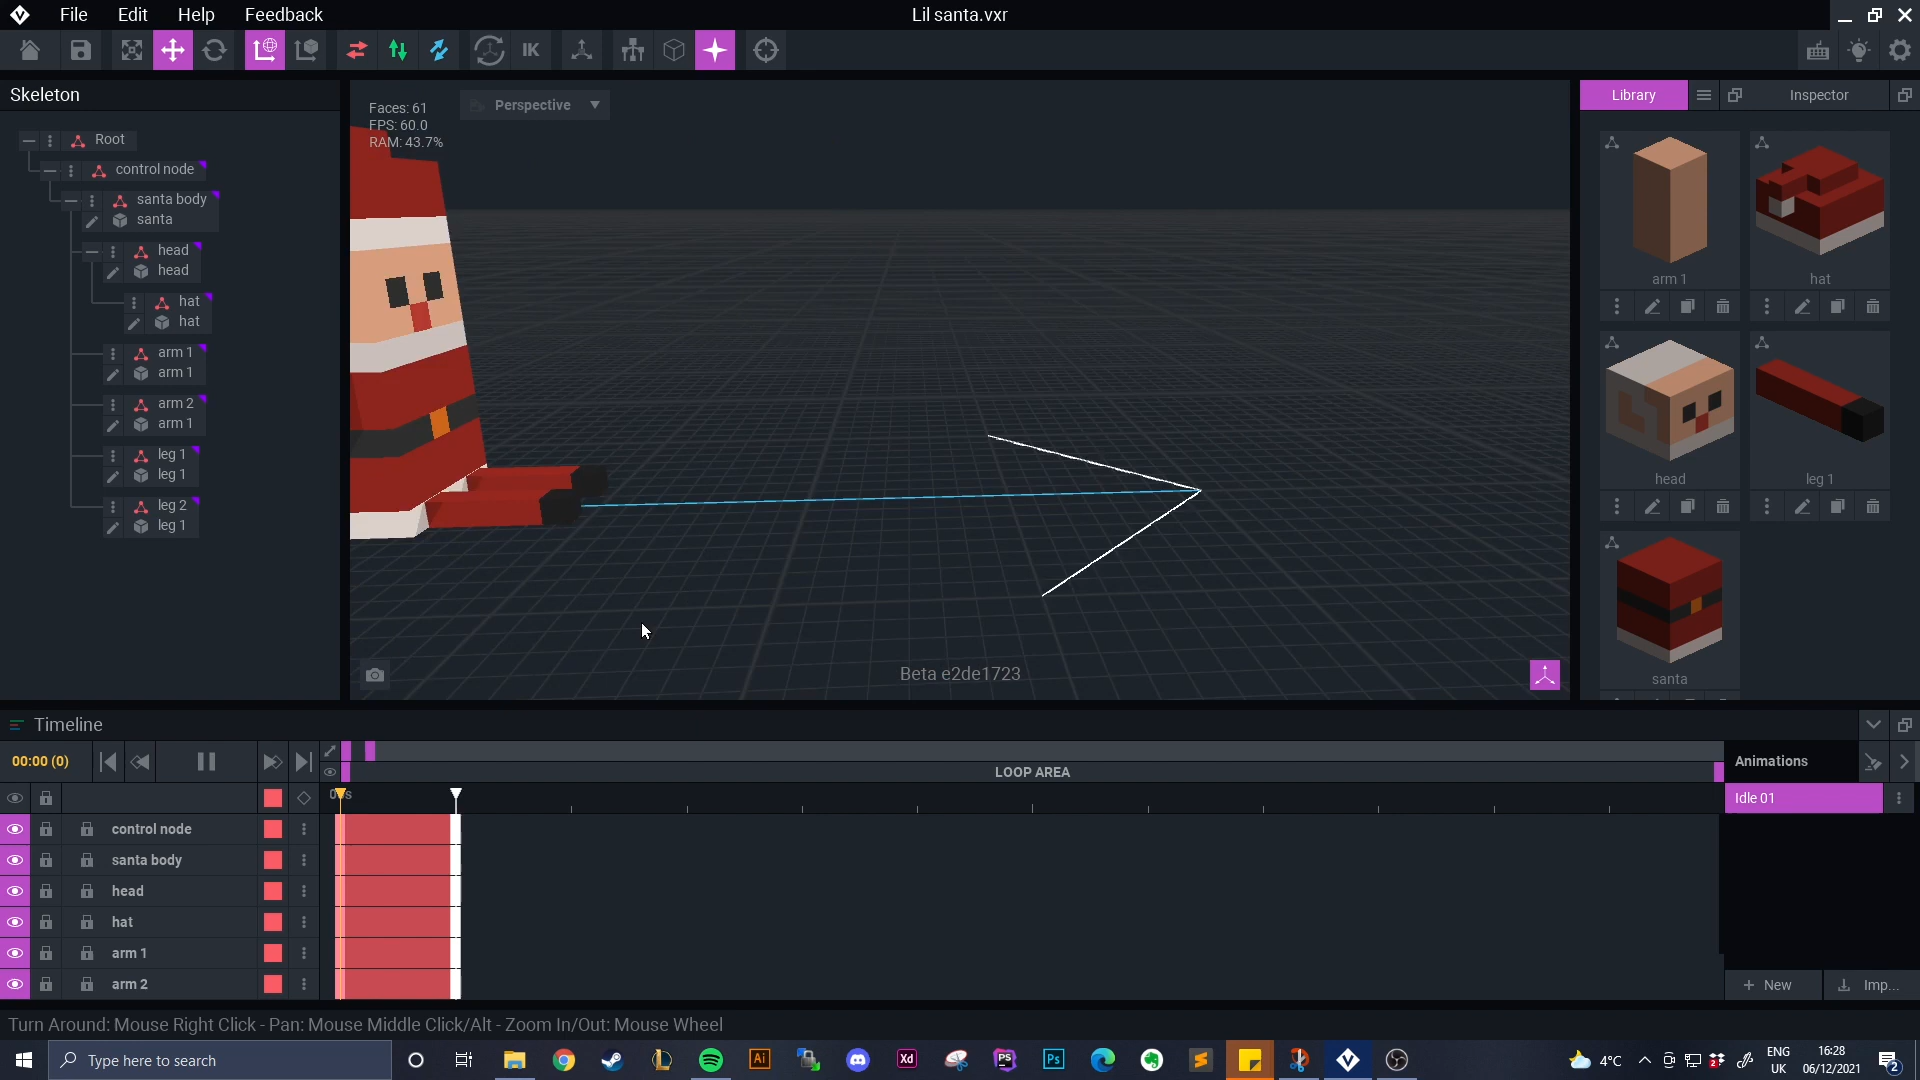 File Edit Help Feedback
Lil santa.vxr
IK
Skeleton
Root
control node
santa body
santa
head
head
hat
hat
arm 1
arm 1
arm 2
arm 1
leg 1
leg 1
leg 2
leg 1
Faces: 61
FPS: 60.0
RAM: 43.7%
Perspective
Beta e2de1723
Library
Inspector
arm 1
hat
head
leg 1
santa
Timeline
00:00 (0)
LOOP AREA
Animations
Idle 01
control node
santa body
head
hat
arm 1
arm 2
New
Imp...
Turn Around: Mouse Right Click - Pan: Mouse Middle Click/Alt - Zoom In/Out: Mouse Wheel
Type here to search
Ai
Xd
PS
Ps
4°C
ENG
UK
16:28
06/12/2021
2